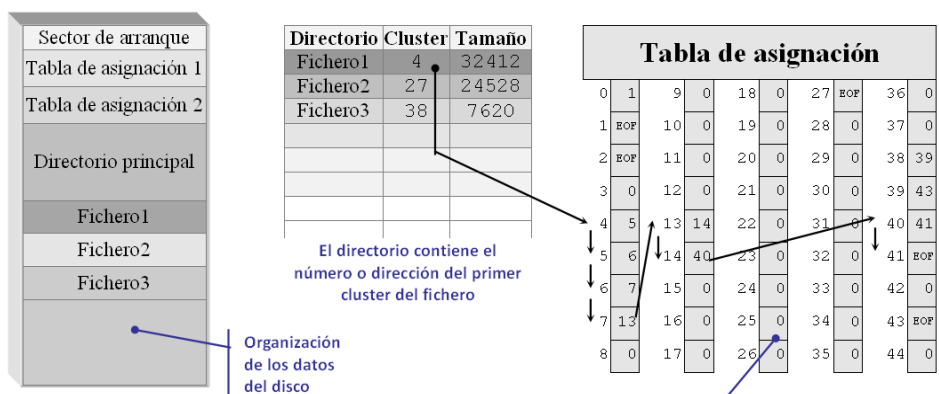 Sector de arranque
Tabla de asignación 1
Tabla de asignación 2
Directorio principal
Fichero1
Fichero2
Fichero3
Organización
de los datos
del disco
Directorio Cluster Tamaño
Fichero1 4 32412
Fichero2 27 24528
Fichero3 38 7620
El directorio contiene el
número o dirección del primer
cluster del fichero
Tabla de asignación
0 1 9 0 18 0 27 EOF 36 0
1 EOF 10 0 19 0 28 0 37 0
2 EOF 11 0 20 0 29 0 38 39
3 0 12 0 21 0 30 0 39 43
4 5 13 14 22 0 31 0 40 41
5 6 14 40 23 0 32 0 41 EOF
6 7 15 0 24 0 33 0 42 0
7 13 16 0 25 0 34 0 43 EOF
8 0 17 0 26 0 35 0 44 0